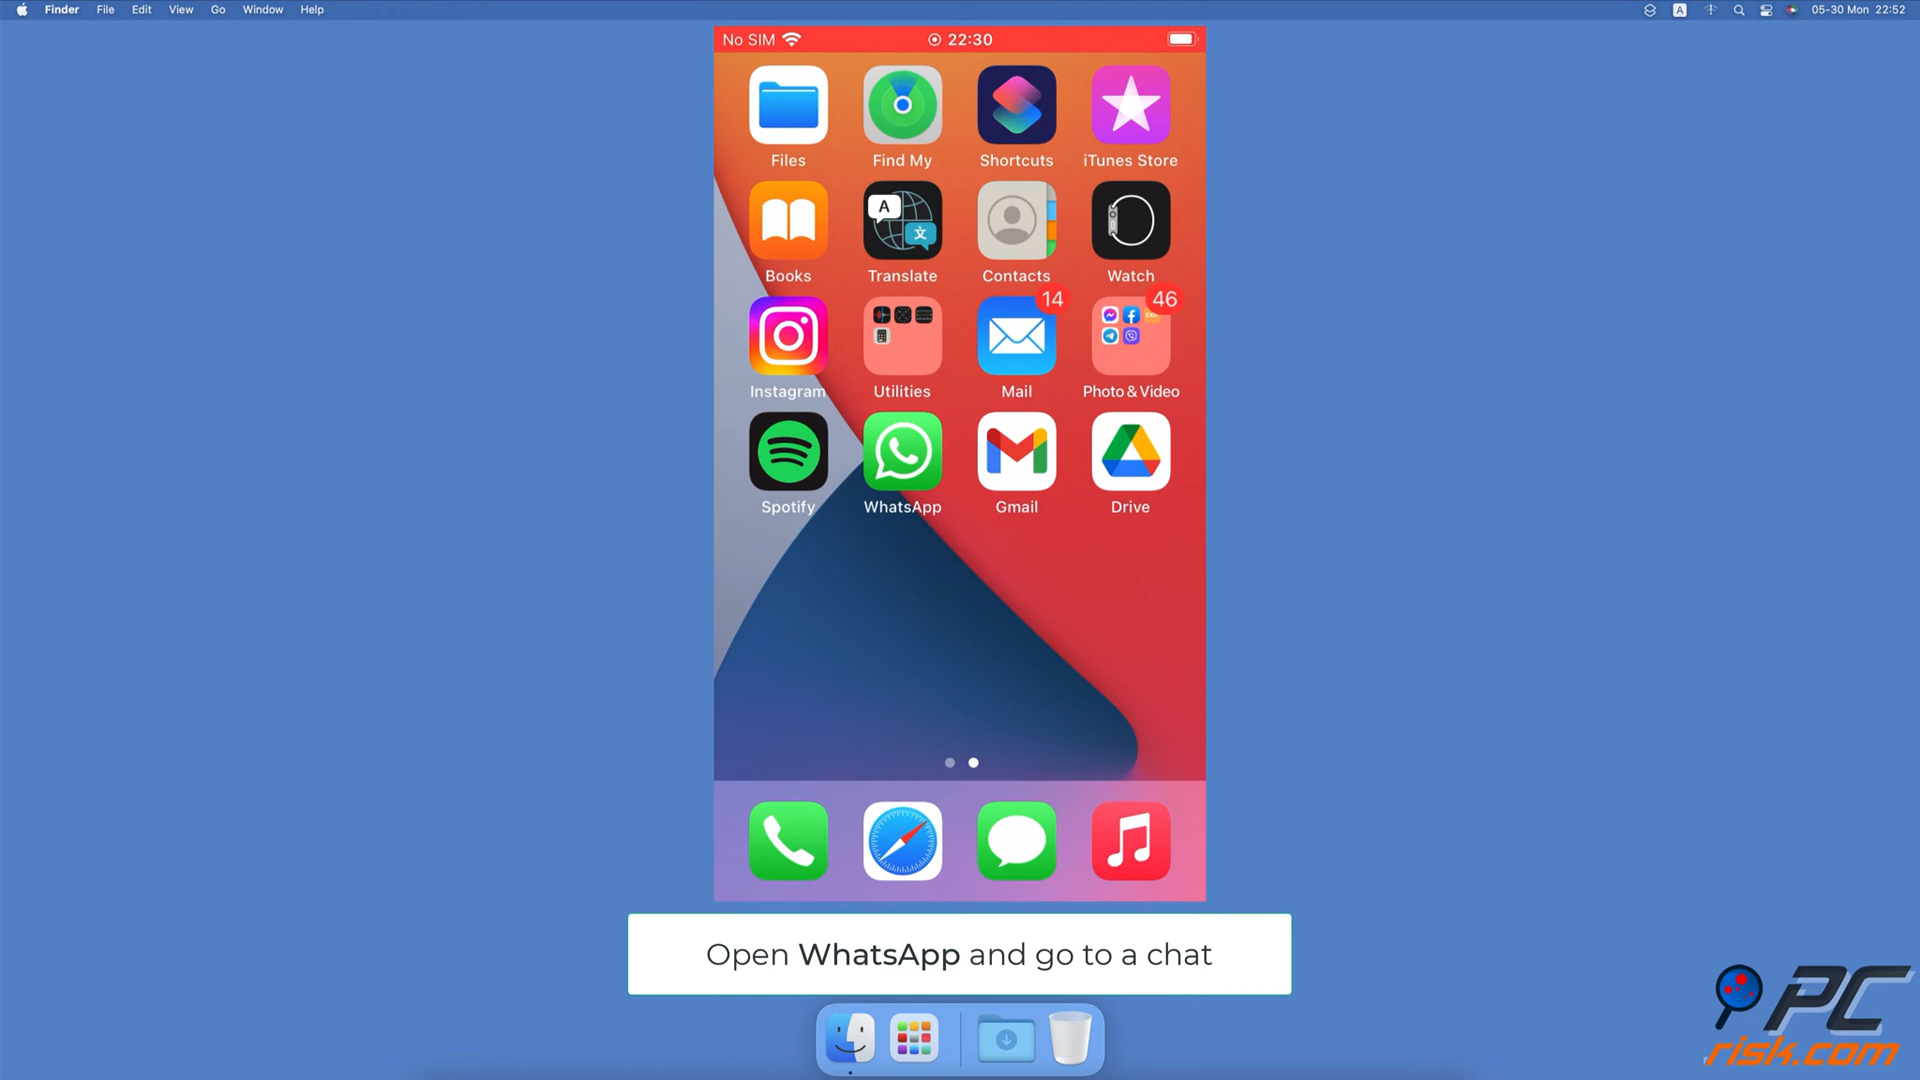 Finder File Edit View Go Window Help
A
05-30 Mon 22:52
No SIM 22:30
Files Find My Shortcuts iTunes Store
A 文
Books Translate Contacts Watch
14 46
Instagram Utilities Mail Photo & Video
Spotify WhatsApp Gmail Drive
Open WhatsApp and go to a chat
PC
risk.com